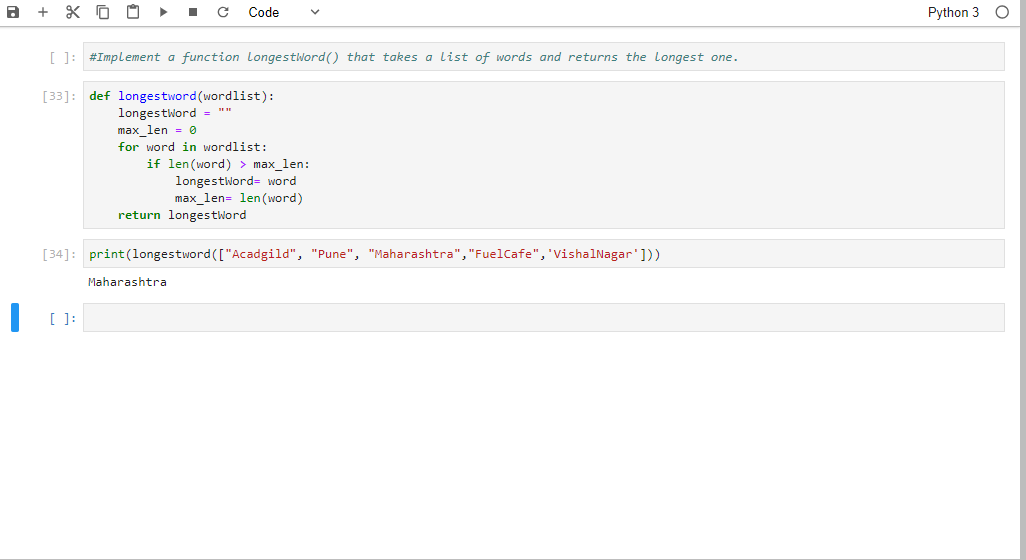 Code
Python 3
[ ]: #Implement a function longestWord() that takes a list of words and returns the longest one.
[33]: def longestword(wordlist):
    longestWord = ""
    max_len = 0
    for word in wordlist:
        if len(word) > max_len:
            longestWord= word
            max_len= len(word)
    return longestWord
[34]: print(longestword(["Acadgild", "Pune", "Maharashtra","FuelCafe",'VishalNagar']))
Maharashtra
[ ]: